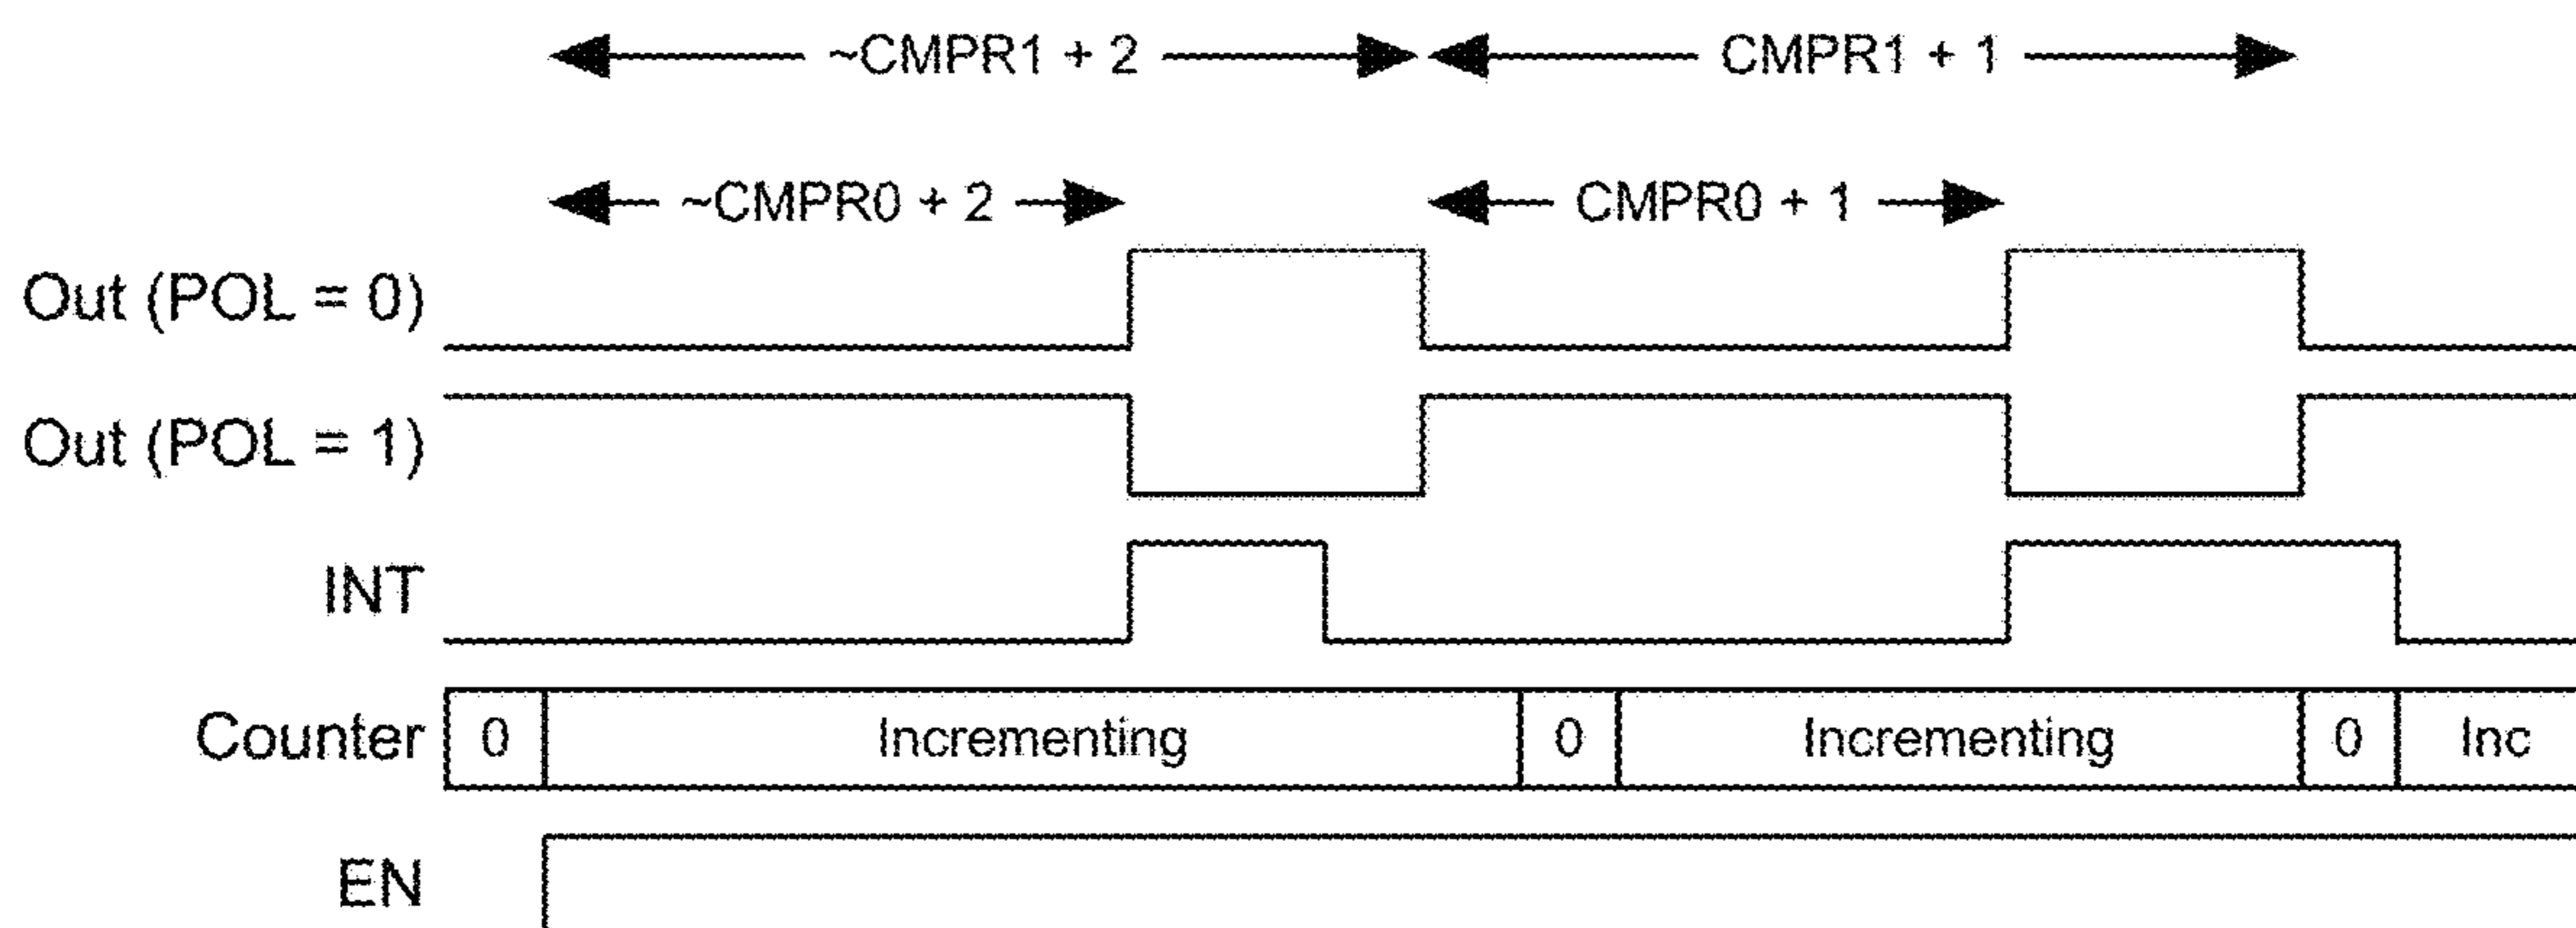 ~CMPR1 + 2 CMPR1 + 1
~CMPR0 + 2 CMPR0 + 1
Out (POL = 0)
Out (POL = 1)
INT
Counter 0 Incrementing 0 Incrementing 0 Inc
EN